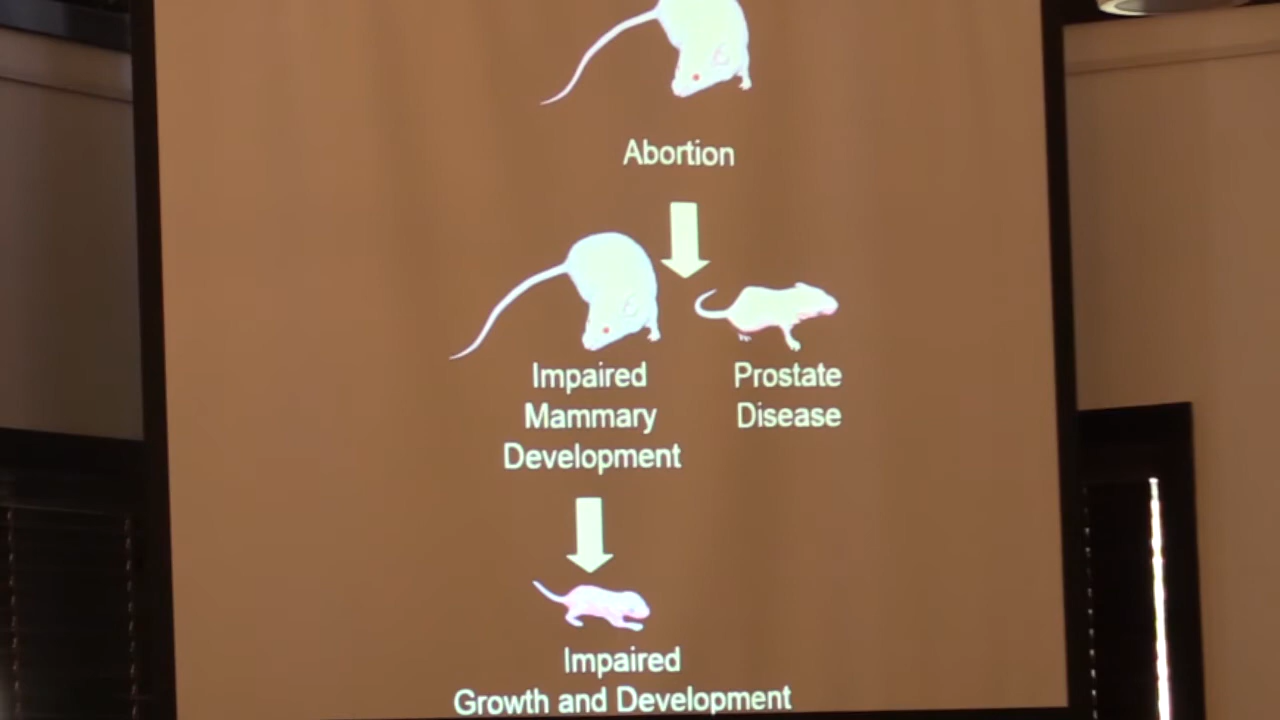 Abortion
Impaired
Mammary
Development
Prostate
Disease
Impaired
Growth and Development